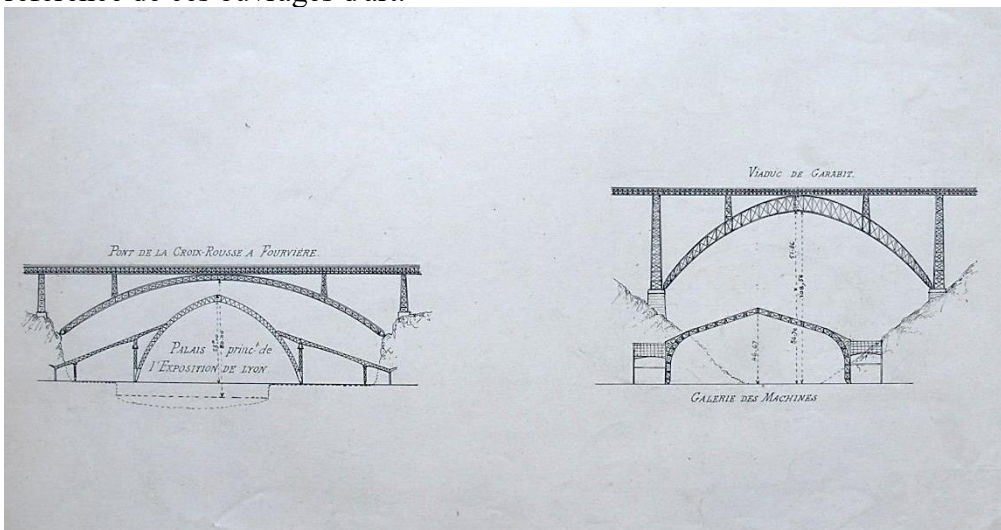 référence de ces ouvrages d'art.
PONT DE LA CROIX-ROUSSE A FOURVIÈRE.
PALAIS princ.l de
l'EXPOSITION DE LYON
VIADUC DE GARABIT.
GALERIE DES MACHINES